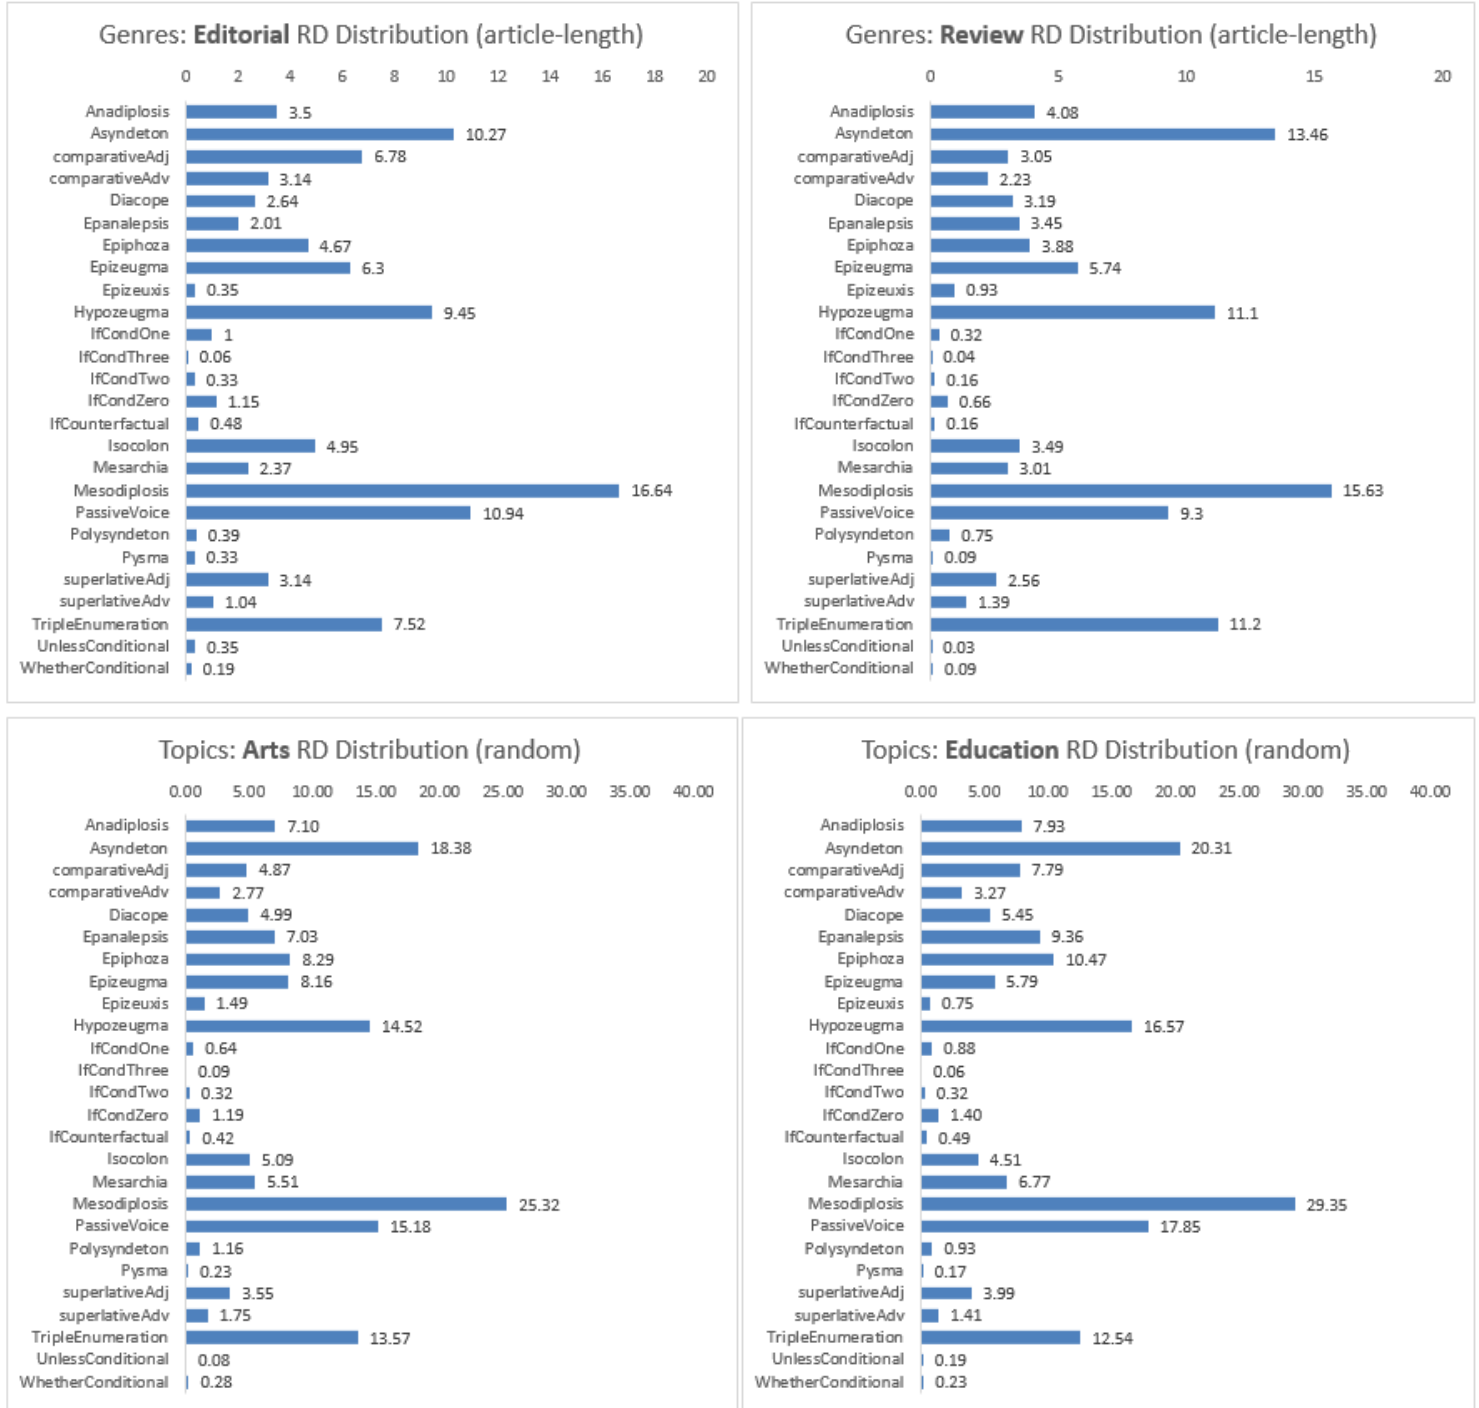 Genres: Editorial RD Distribution (article-length)
0 2 4 6 8 10 12 14 16 18 20
Anadiplosis 3.5
Asyndeton 10.27
comparativeAdj 6.78
comparativeAdv 3.14
Diacope 2.64
Epanalepsis 2.01
Epiphoza 4.67
Epizeugma 6.3
Epizeuxis 0.35
Hypozeugma 9.45
IfCondOne 1
IfCondThree 0.06
IfCondTwo 0.33
IfCondZero 1.15
IfCounterfactual 0.48
Isocolon 4.95
Mesarchia 2.37
Mesodiplosis 16.64
PassiveVoice 10.94
Polysyndeton 0.39
Pysma 0.33
superlativeAdj 3.14
superlativeAdv 1.04
TripleEnumeration 7.52
UnlessConditional 0.35
WhetherConditional 0.19
Genres: Review RD Distribution (article-length)
0 5 10 15 20
Anadiplosis 4.08
Asyndeton 13.46
comparativeAdj 3.05
comparativeAdv 2.23
Diacope 3.19
Epanalepsis 3.45
Epiphoza 3.88
Epizeugma 5.74
Epizeuxis 0.93
Hypozeugma 11.1
IfCondOne 0.32
IfCondThree 0.04
IfCondTwo 0.16
IfCondZero 0.66
IfCounterfactual 0.16
Isocolon 3.49
Mesarchia 3.01
Mesodiplosis 15.63
PassiveVoice 9.3
Polysyndeton 0.75
Pysma 0.09
superlativeAdj 2.56
superlativeAdv 1.39
TripleEnumeration 11.2
UnlessConditional 0.03
WhetherConditional 0.09
Topics: Arts RD Distribution (random)
0.00 5.00 10.00 15.00 20.00 25.00 30.00 35.00 40.00
Anadiplosis 7.10
Asyndeton 18.38
comparativeAdj 4.87
comparativeAdv 2.77
Diacope 4.99
Epanalepsis 7.03
Epiphoza 8.29
Epizeugma 8.16
Epizeuxis 1.49
Hypozeugma 14.52
IfCondOne 0.64
IfCondThree 0.09
IfCondTwo 0.32
IfCondZero 1.19
IfCounterfactual 0.42
Isocolon 5.09
Mesarchia 5.51
Mesodiplosis 25.32
PassiveVoice 15.18
Polysyndeton 1.16
Pysma 0.23
superlativeAdj 3.55
superlativeAdv 1.75
TripleEnumeration 13.57
UnlessConditional 0.08
WhetherConditional 0.28
Topics: Education RD Distribution (random)
0.00 5.00 10.00 15.00 20.00 25.00 30.00 35.00 40.00
Anadiplosis 7.93
Asyndeton 20.31
comparativeAdj 7.79
comparativeAdv 3.27
Diacope 5.45
Epanalepsis 9.36
Epiphoza 10.47
Epizeugma 5.79
Epizeuxis 0.75
Hypozeugma 16.57
IfCondOne 0.88
IfCondThree 0.06
IfCondTwo 0.32
IfCondZero 1.40
IfCounterfactual 0.49
Isocolon 4.51
Mesarchia 6.77
Mesodiplosis 29.35
PassiveVoice 17.85
Polysyndeton 0.93
Pysma 0.17
superlativeAdj 3.99
superlativeAdv 1.41
TripleEnumeration 12.54
UnlessConditional 0.19
WhetherConditional 0.23